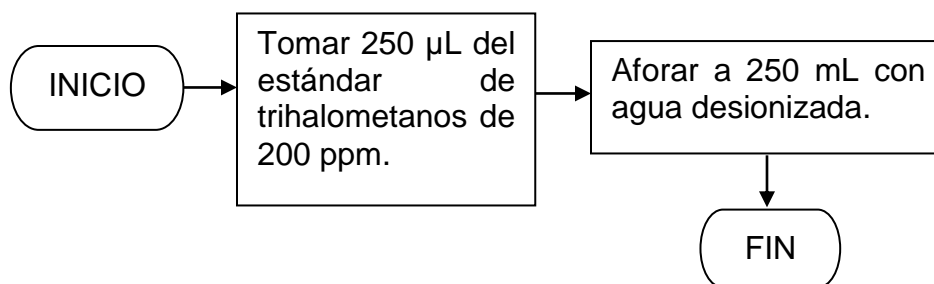 INICIO
Tomar 250 µL del
estándar de
trihalometanos de
200 ppm.
Aforar a 250 mL con
agua desionizada.
FIN